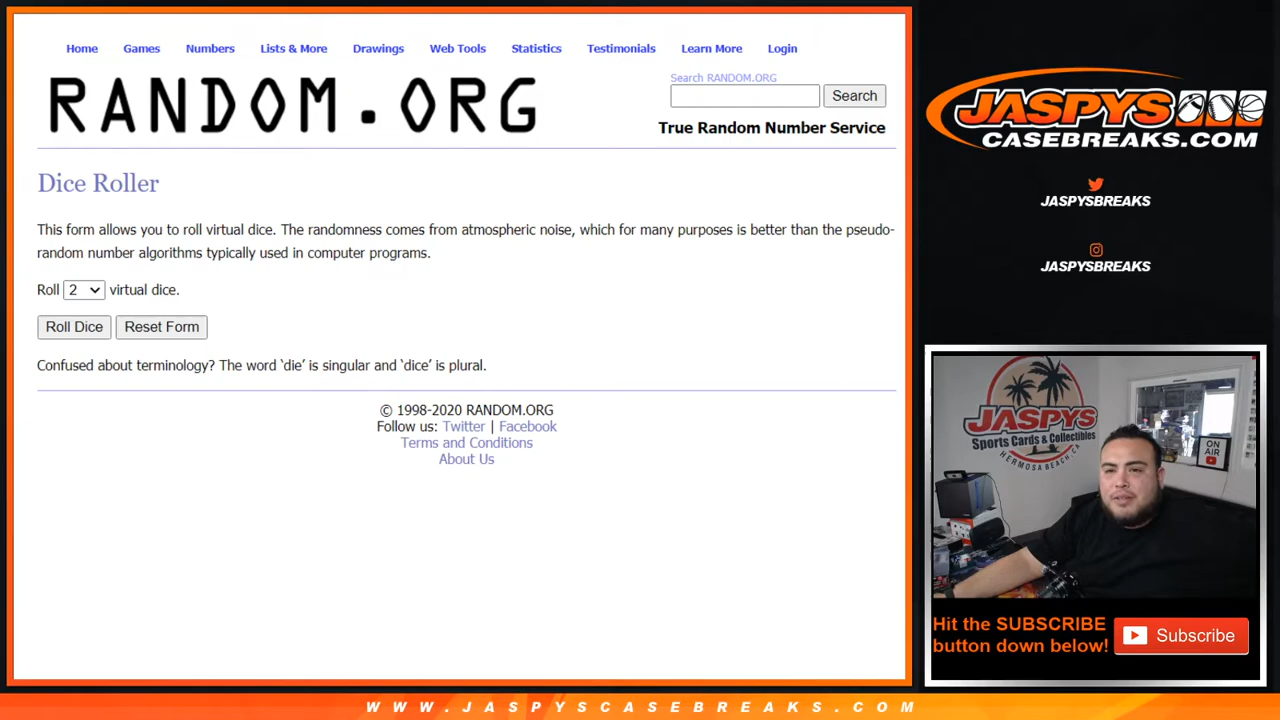 Home Games Numbers Lists & More Drawings Web Tools Statistics Testimonials Learn More Login
RANDOM.ORG
Search RANDOM.ORG
Search
True Random Number Service
Dice Roller
This form allows you to roll virtual dice. The randomness comes from atmospheric noise, which for many purposes is better than the pseudo-
random number algorithms typically used in computer programs.
Roll 2 virtual dice.
Roll Dice Reset Form
Confused about terminology? The word ‘die’ is singular and ‘dice’ is plural.
© 1998-2020 RANDOM.ORG
Follow us: Twitter | Facebook
Terms and Conditions
About Us
JASPYS
CASEBREAKS.COM
JASPYSBREAKS
JASPYSBREAKS
JASPYS
Sports Cards & Collectibles
HERMOSA BEACH, CA
ON
AIR
Hit the SUBSCRIBE
button down below!
Subscribe
WWW.JASPYSCASEBREAKS.COM